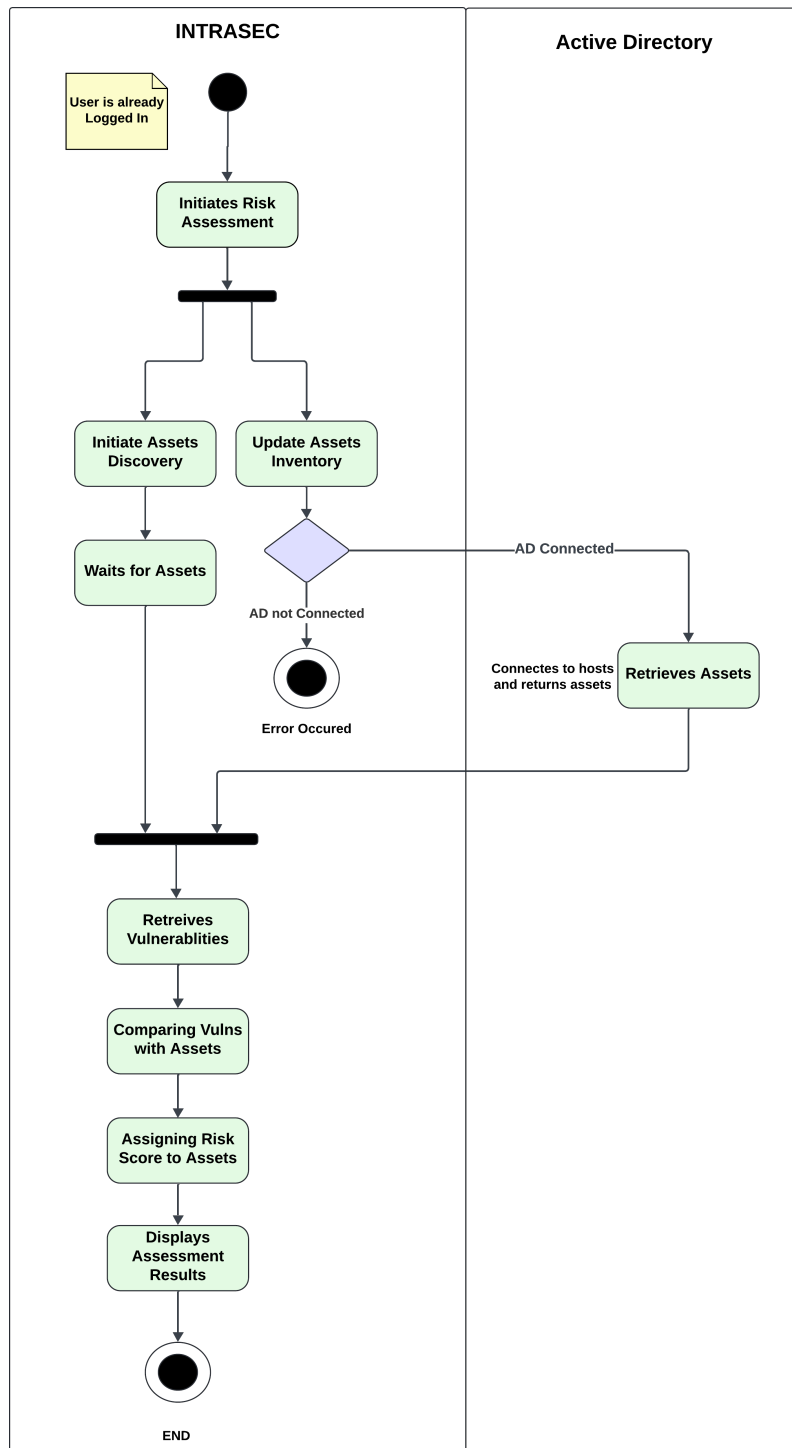 INTRASEC
Active Directory
User is already
Logged In
Initiates Risk
Assessment
Initiate Assets
Discovery
Update Assets
Inventory
Waits for Assets
AD Connected
AD not Connected
Connectes to hosts
and returns assets
Retrieves Assets
Error Occured
Retreives
Vulnerablities
Comparing Vulns
with Assets
Assigning Risk
Score to Assets
Displays
Assessment
Results
END